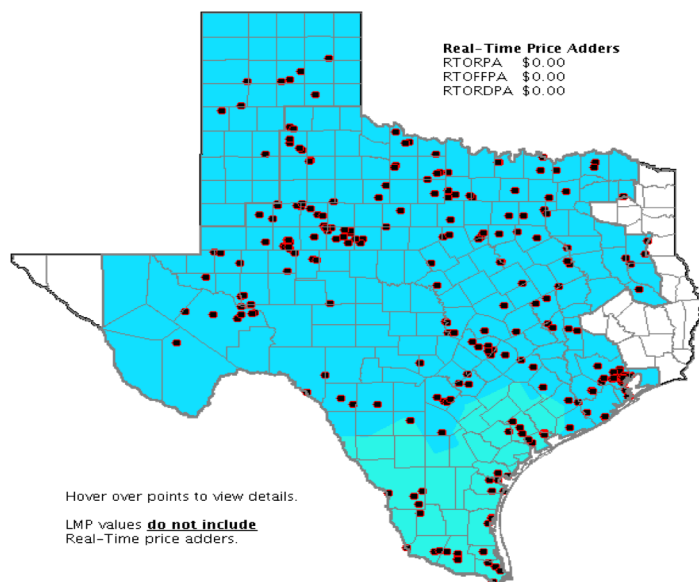 Real-Time Price Adders
RTORPA $0.00
RTOFFPA $0.00
RTORDPA $0.00
Hover over points to view details.
LMP values do not include
Real-Time price adders.